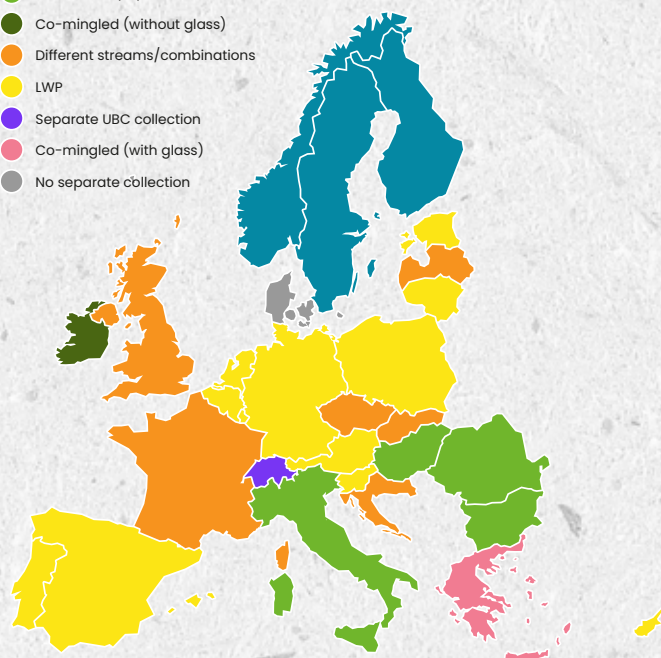 Co-mingled (without glass)
Different streams/combinations
LWP
Separate UBC collection
Co-mingled (with glass)
No separate collection